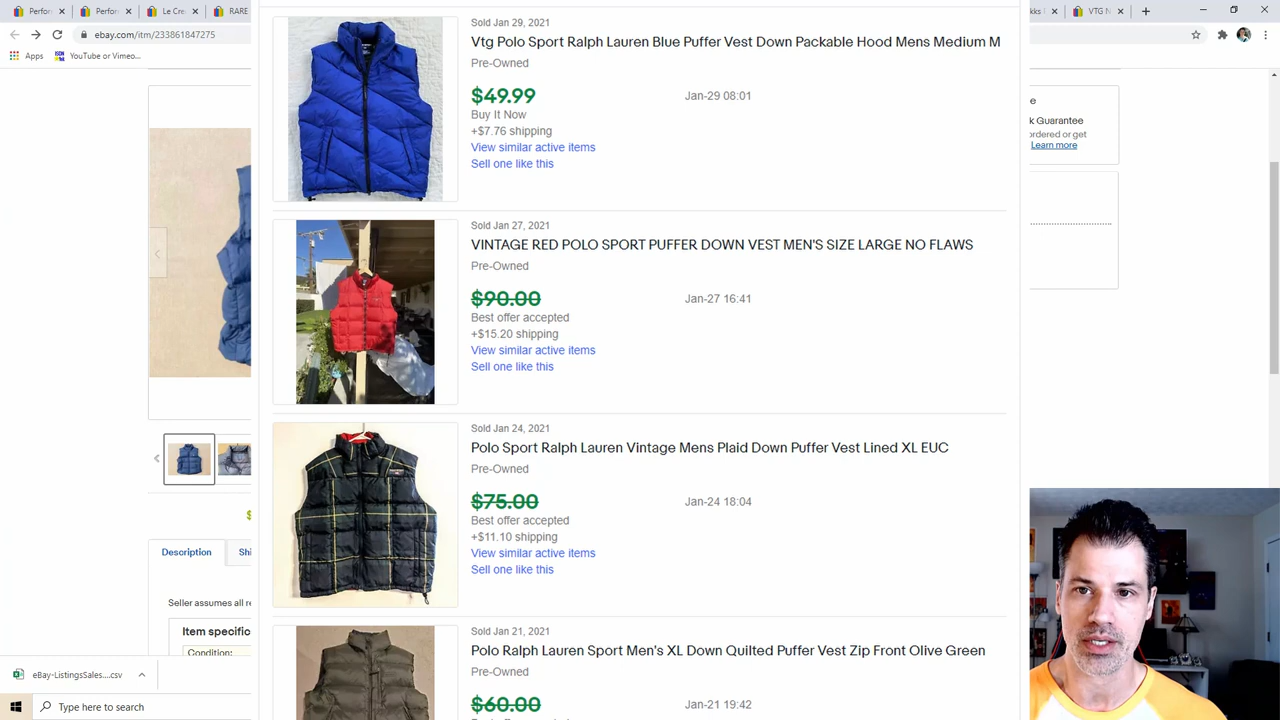 Perforr
Perforr
Le Cre
RARE
ks
VTG N
ebay.com/itm/233861847275
Apps
YouTube or Vimeo...
Sold Jan 29, 2021
Vtg Polo Sport Ralph Lauren Blue Puffer Vest Down Packable Hood Mens Medium M
Pre-Owned
$49.99
Jan-29 08:01
Buy It Now
+$7.76 shipping
View similar active items
Sell one like this
Sold Jan 27, 2021
VINTAGE RED POLO SPORT PUFFER DOWN VEST MEN'S SIZE LARGE NO FLAWS
Pre-Owned
$90.00
Jan-27 16:41
Best offer accepted
+$15.20 shipping
View similar active items
Sell one like this
Sold Jan 24, 2021
Polo Sport Ralph Lauren Vintage Mens Plaid Down Puffer Vest Lined XL EUC
Pre-Owned
$75.00
Jan-24 18:04
Best offer accepted
+$11.10 shipping
View similar active items
Sell one like this
Sold Jan 21, 2021
Polo Ralph Lauren Sport Men's XL Down Quilted Puffer Vest Zip Front Olive Green
Pre-Owned
$60.00
Jan-21 19:42
k Guarantee
ordered or get
Learn more
Description
Shi
Seller assumes all re
Item specific
Condition:
eBay-ListingsSales....csv
Type here to search